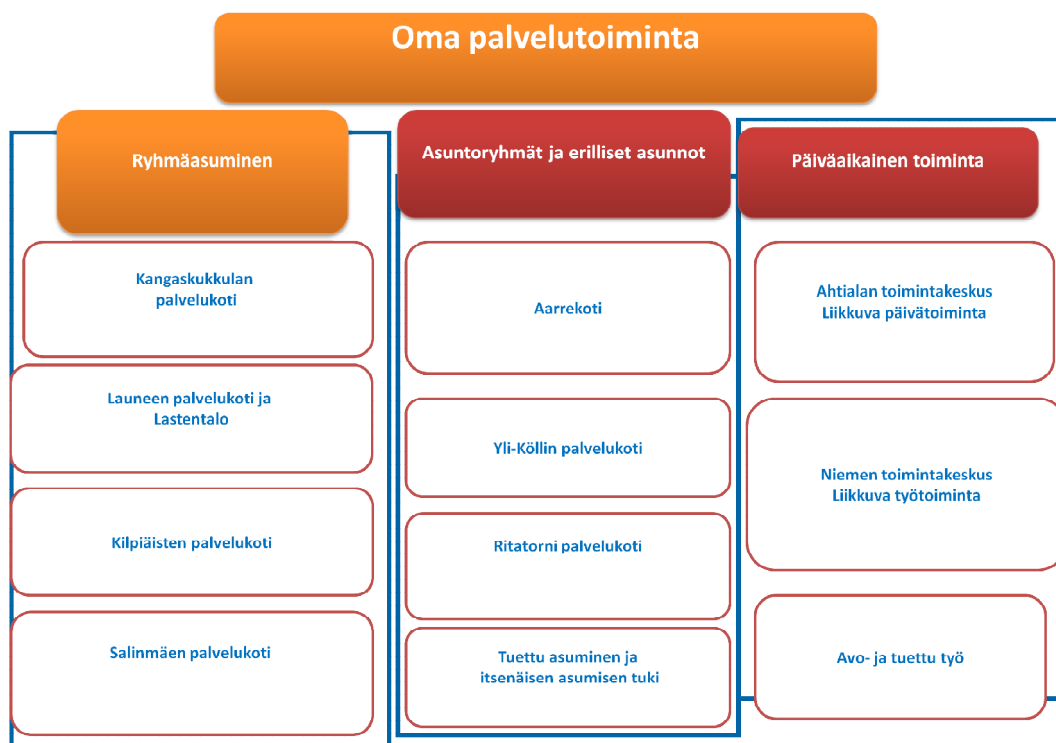 Oma palvelutoiminta
Ryhmäasuminen
Kangaskukkulan
palvelukoti
Launeen palvelukoti ja
Lastentalo
Kilpiäisten palvelukoti
Salinmäen palvelukoti
Asuntoryhmät ja erilliset asunnot
Aarrekoti
Yli-Köllin palvelukoti
Ritatorni palvelukoti
Tuettu asuminen ja
itsenäisen asumisen tuki
Päiväaikainen toiminta
Ahtialan toimintakeskus
Liikkuva päivätoiminta
Niemen toimintakeskus
Liikkuva työtoiminta
Avo- ja tuettu työ